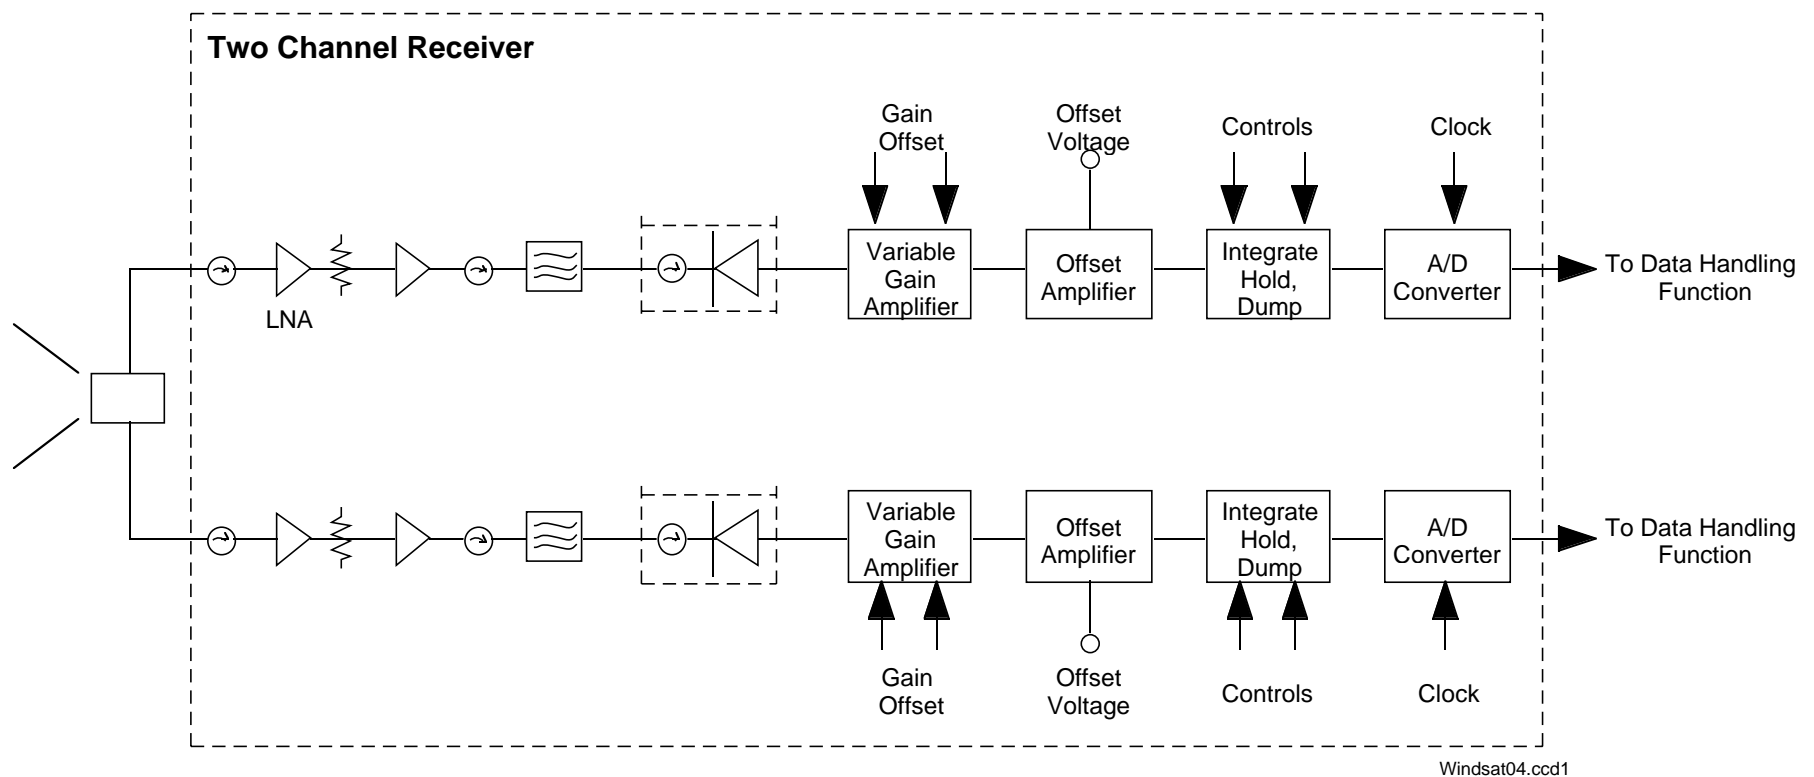 Two Channel Receiver
Gain
Offset
Offset
Voltage
Controls
Clock
Variable
Gain
Amplifier
Offset
Amplifier
Integrate
Hold,
Dump
A/D
Converter
To Data Handling
Function
LNA
Variable
Gain
Amplifier
Offset
Amplifier
Integrate
Hold,
Dump
A/D
Converter
To Data Handling
Function
Gain
Offset
Offset
Voltage
Controls
Clock
Windsat04.ccd1